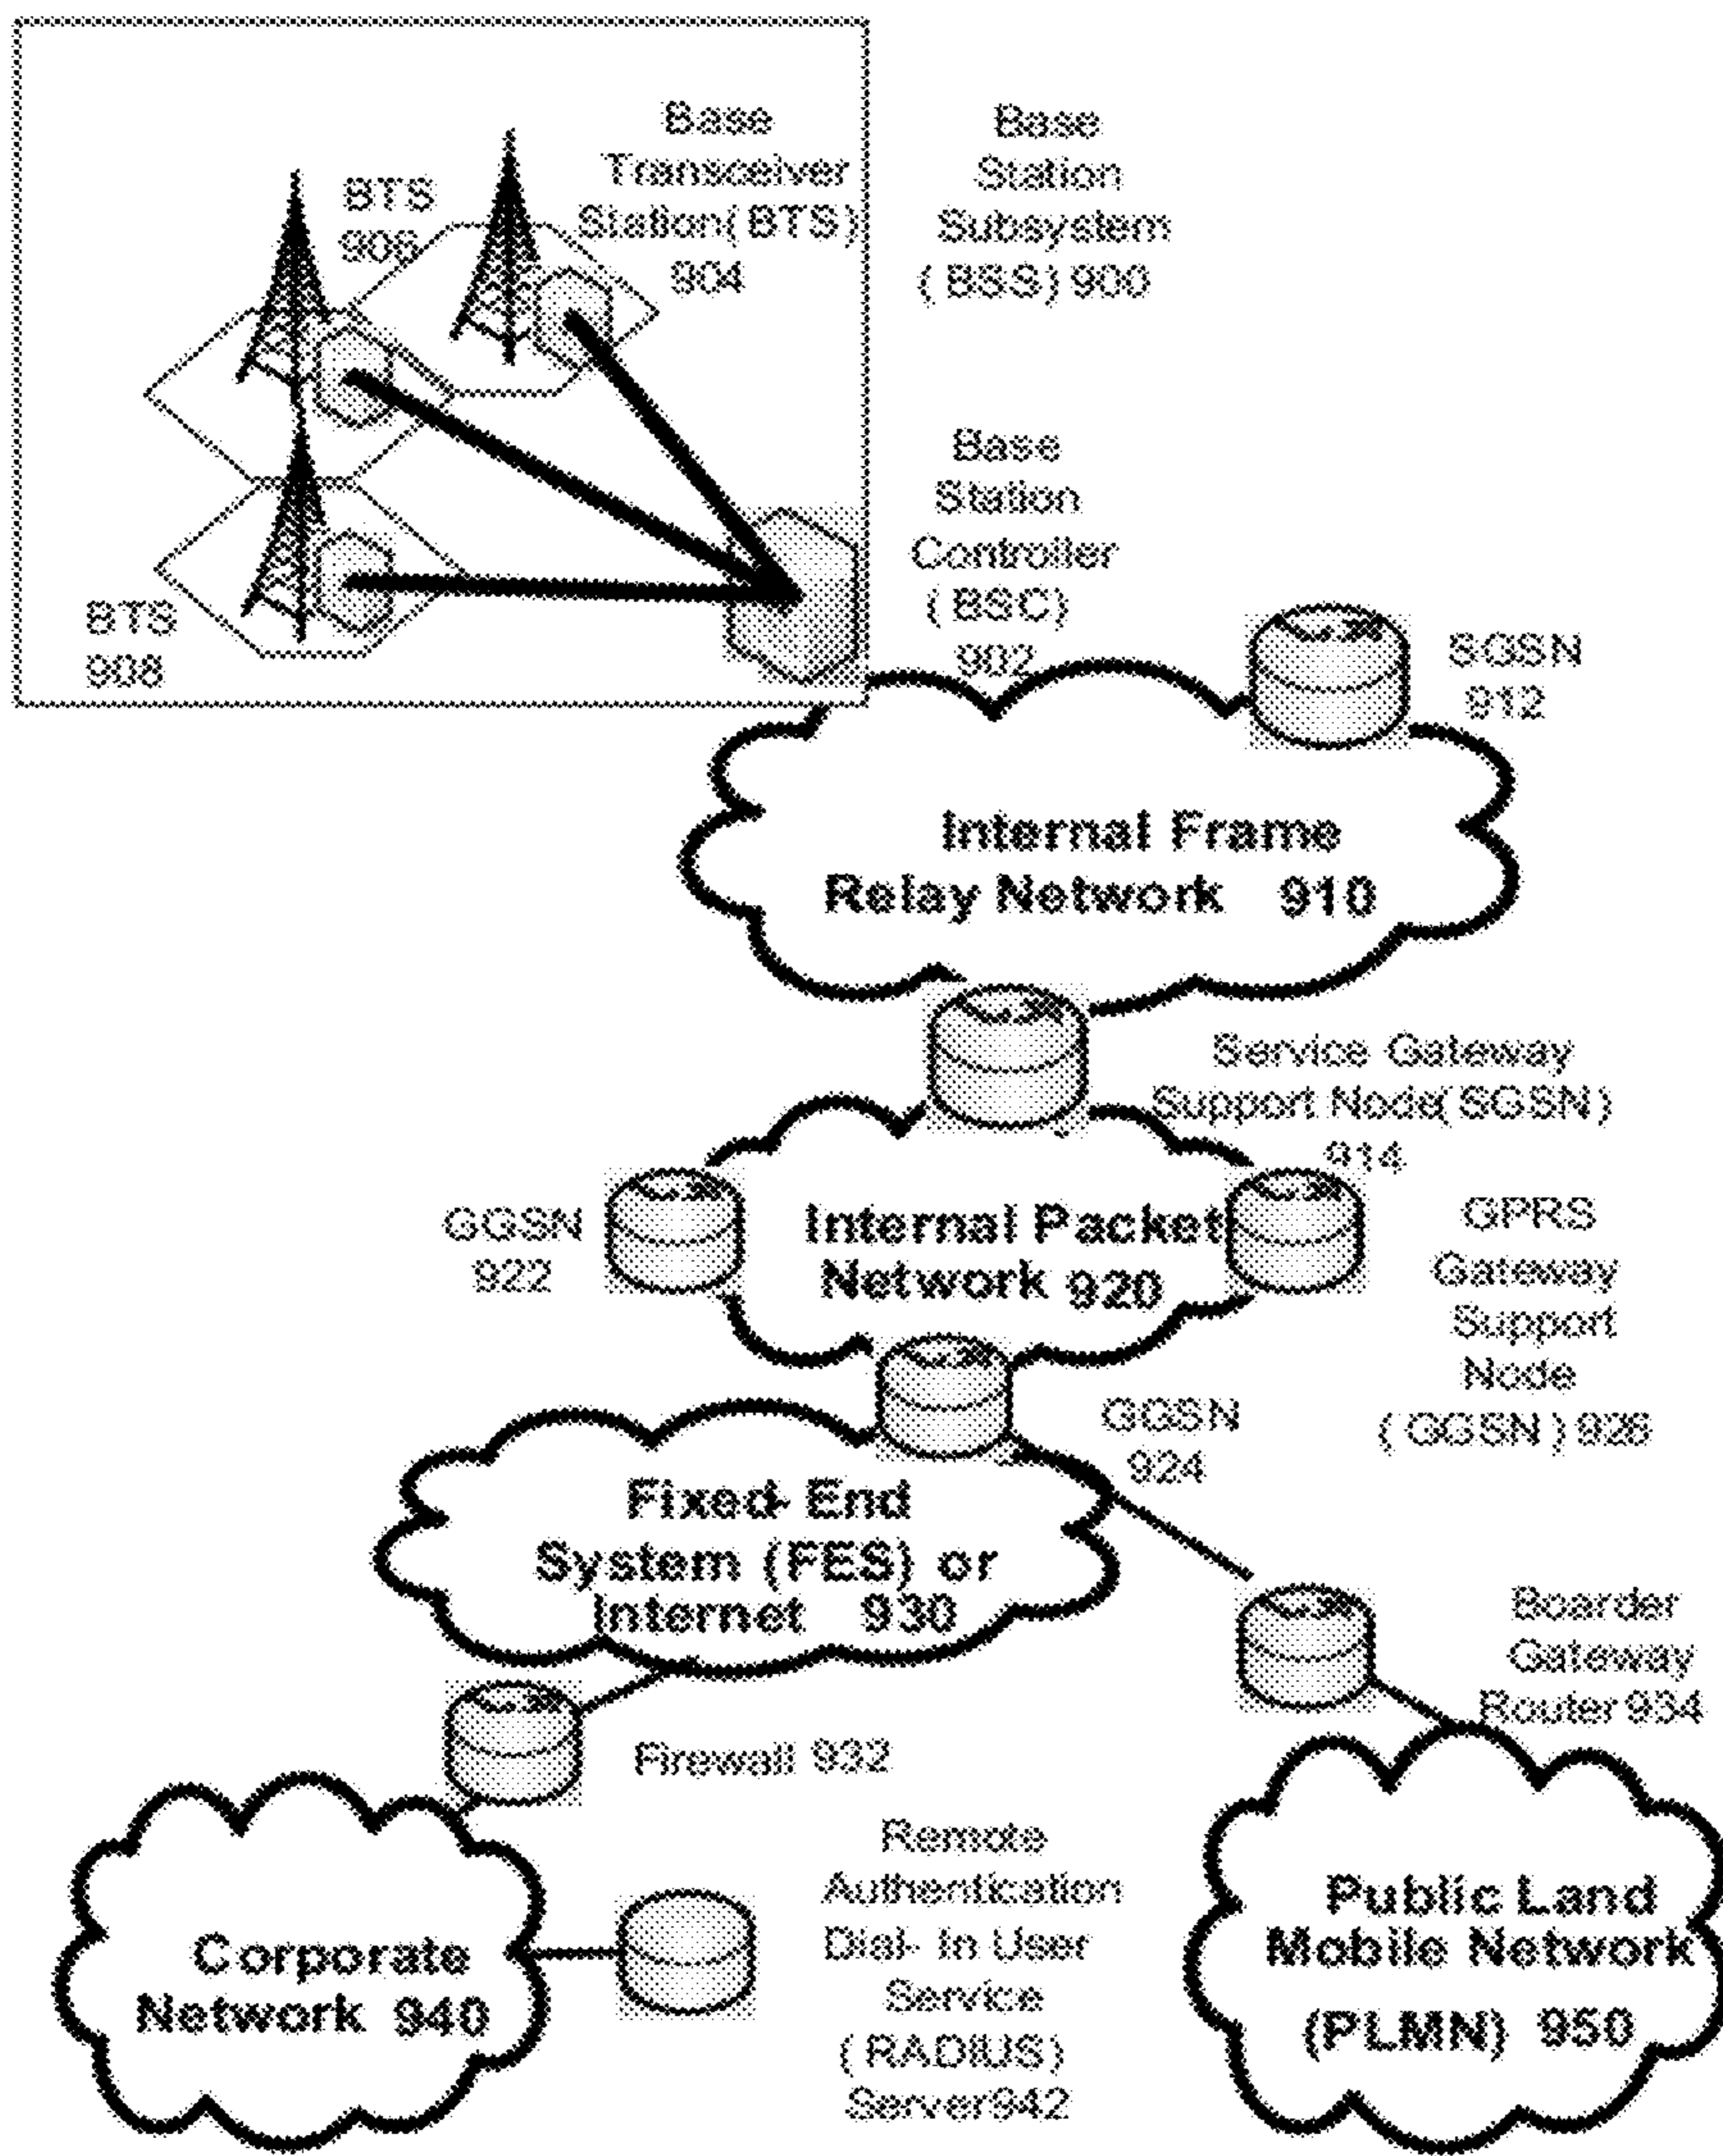 Base
Transceiver
Station(BTS)
904
BTS
906
BTS
908
Base
Station
Subsystem
(BSS) 900
Base
Station
Controller
(BSC)
902
SGSN
912
Internal Frame
Relay Network 910
Service Gateway
Support Node(SGSN)
914
GGSN
922
Internal Packet
Network 920
GPRS
Gateway
Support
Node
(GGSN) 926
GGSN
924
Fixed- End
System (FES) or
Internet 930
Boarder
Gateway
Router 934
Firewall 932
Remote
Authentication
Dial- In User
Service
(RADIUS)
Server942
Corporate
Network 940
Public Land
Mobile Network
(PLMN) 950